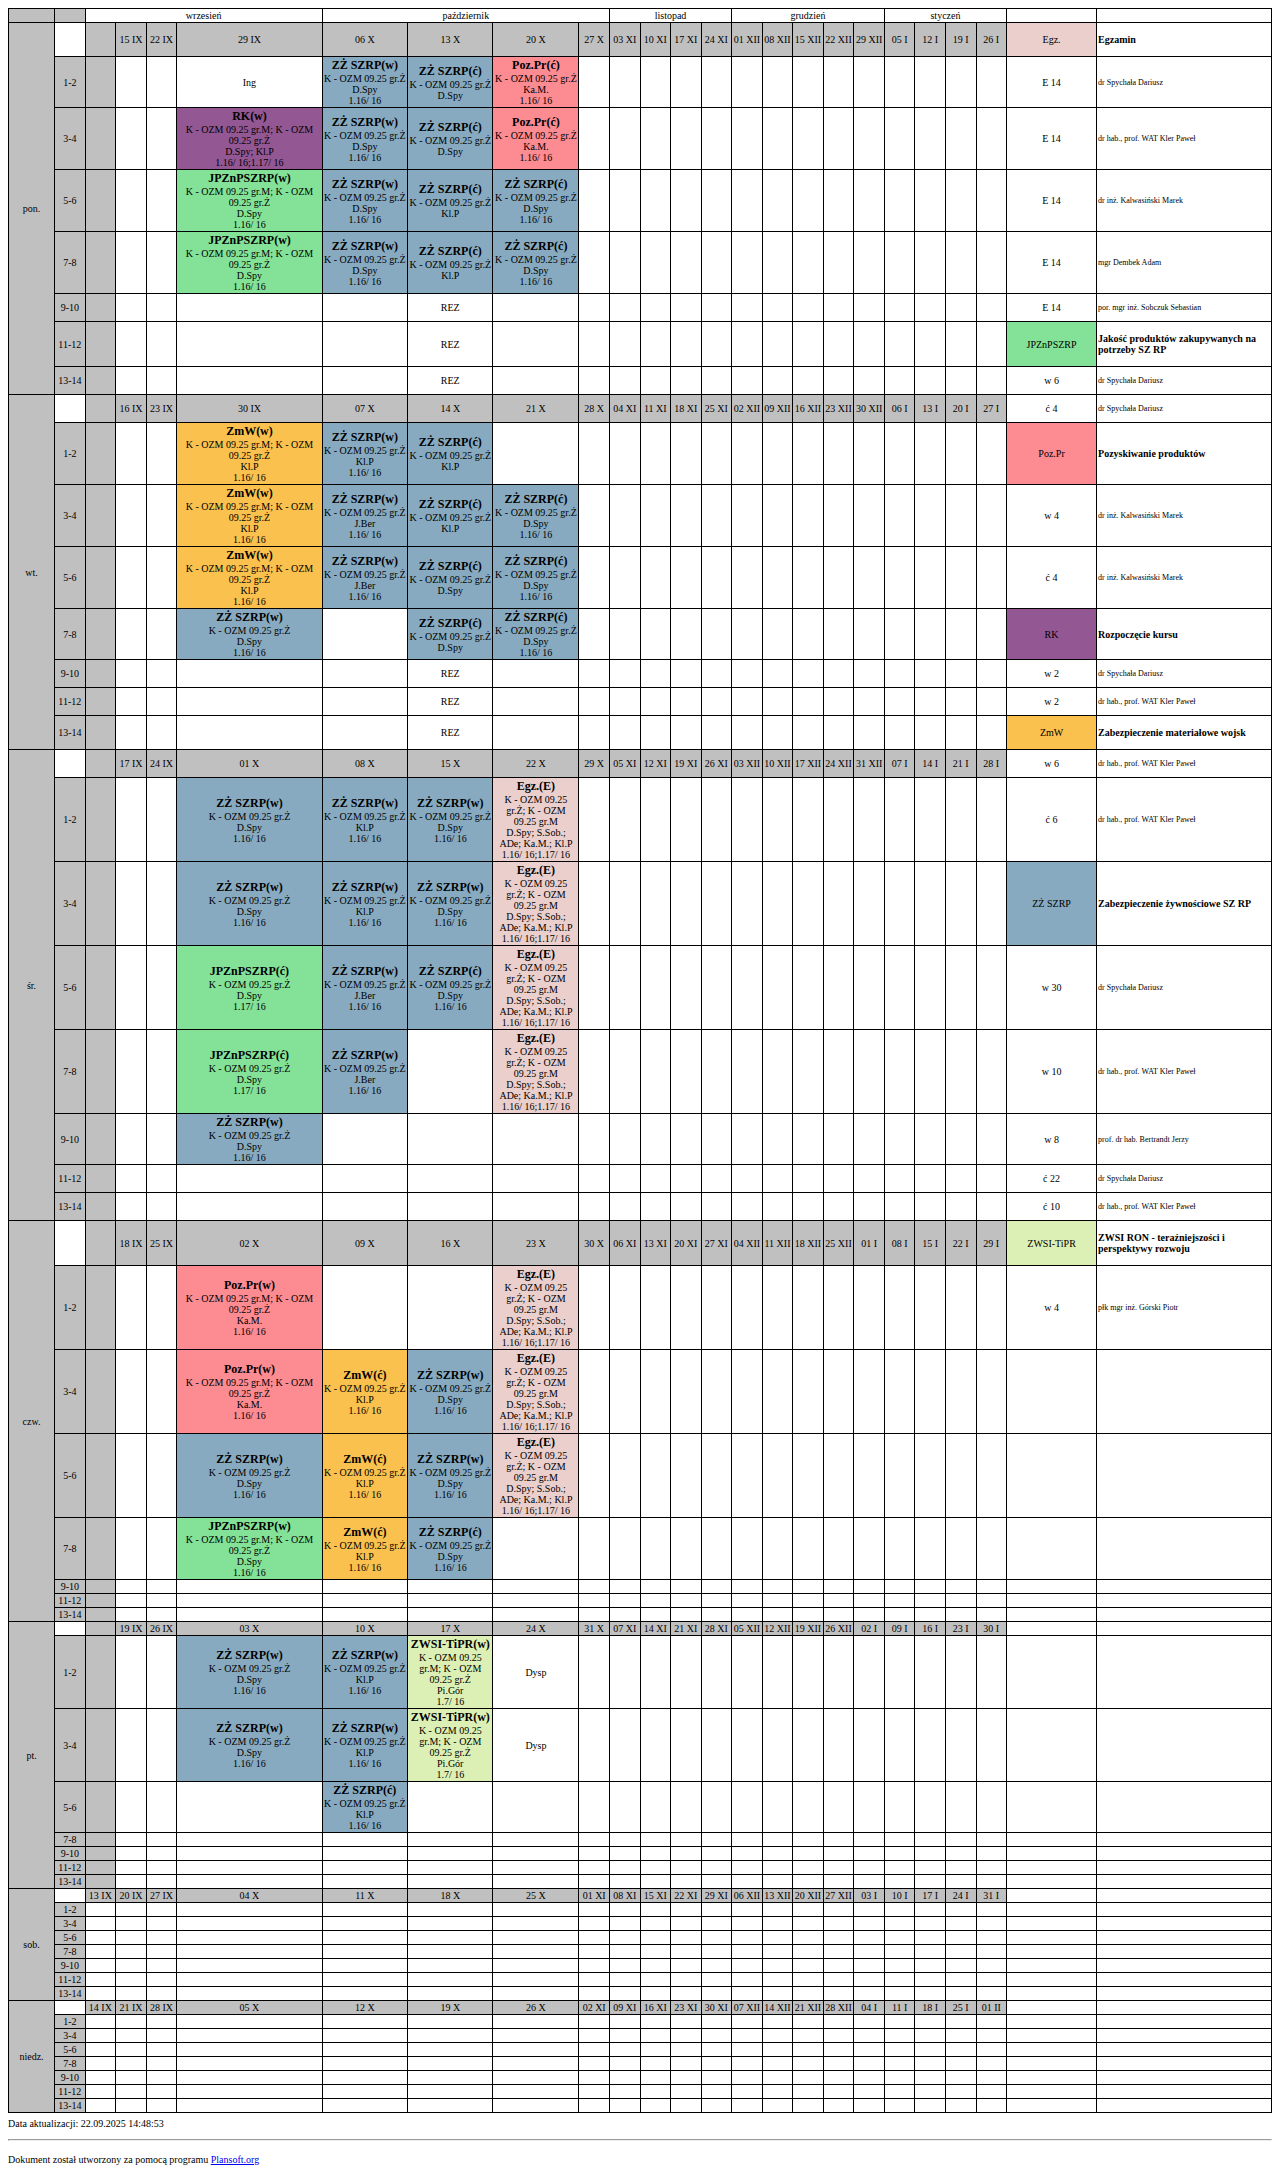 wrzesień październik listopad grudzień styczeń
pon. 15 IX 22 IX 29 IX 06 X 13 X 20 X 27 X 03 XI 10 XI 17 XI 24 XI 01 XII 08 XII 15 XII 22 XII 29 XII 05 I 12 I 19 I 26 I Egz. Egzamin
1-2 Ing
ZŻ SZRP(w)
K - OZM 09.25 gr.Ż
D.Spy
1.16/ 16
ZŻ SZRP(ć)
K - OZM 09.25 gr.Ż
D.Spy
Poz.Pr(ć)
K - OZM 09.25 gr.Ż
Ka.M.
1.16/ 16
E 14 dr Spychała Dariusz
3-4
RK(w)
K - OZM 09.25 gr.M; K - OZM
09.25 gr.Ż
D.Spy; Kl.P
1.16/ 16;1.17/ 16
ZŻ SZRP(w)
K - OZM 09.25 gr.Ż
D.Spy
1.16/ 16
ZŻ SZRP(ć)
K - OZM 09.25 gr.Ż
D.Spy
Poz.Pr(ć)
K - OZM 09.25 gr.Ż
Ka.M.
1.16/ 16
E 14 dr hab., prof. WAT Kler Paweł
5-6
JPZnPSZRP(w)
K - OZM 09.25 gr.M; K - OZM
09.25 gr.Ż
D.Spy
1.16/ 16
ZŻ SZRP(w)
K - OZM 09.25 gr.Ż
D.Spy
1.16/ 16
ZŻ SZRP(ć)
K - OZM 09.25 gr.Ż
Kl.P
ZŻ SZRP(ć)
K - OZM 09.25 gr.Ż
D.Spy
1.16/ 16
E 14 dr inż. Kalwasiński Marek
7-8
JPZnPSZRP(w)
K - OZM 09.25 gr.M; K - OZM
09.25 gr.Ż
D.Spy
1.16/ 16
ZŻ SZRP(w)
K - OZM 09.25 gr.Ż
D.Spy
1.16/ 16
ZŻ SZRP(ć)
K - OZM 09.25 gr.Ż
Kl.P
ZŻ SZRP(ć)
K - OZM 09.25 gr.Ż
D.Spy
1.16/ 16
E 14 mgr Dembek Adam
9-10 REZ E 14 por. mgr inż. Sobczuk Sebastian
11-12 REZ JPZnPSZRP Jakość produktów zakupywanych na
potrzeby SZ RP
13-14 REZ w 6 dr Spychała Dariusz
wt. 16 IX 23 IX 30 IX 07 X 14 X 21 X 28 X 04 XI 11 XI 18 XI 25 XI 02 XII 09 XII 16 XII 23 XII 30 XII 06 I 13 I 20 I 27 I ć 4 dr Spychała Dariusz
1-2
ZmW(w)
K - OZM 09.25 gr.M; K - OZM
09.25 gr.Ż
Kl.P
1.16/ 16
ZŻ SZRP(w)
K - OZM 09.25 gr.Ż
Kl.P
1.16/ 16
ZŻ SZRP(ć)
K - OZM 09.25 gr.Ż
Kl.P
Poz.Pr Pozyskiwanie produktów
3-4
ZmW(w)
K - OZM 09.25 gr.M; K - OZM
09.25 gr.Ż
Kl.P
1.16/ 16
ZŻ SZRP(w)
K - OZM 09.25 gr.Ż
J.Ber
1.16/ 16
ZŻ SZRP(ć)
K - OZM 09.25 gr.Ż
Kl.P
ZŻ SZRP(ć)
K - OZM 09.25 gr.Ż
D.Spy
1.16/ 16
w 4 dr inż. Kalwasiński Marek
5-6
ZmW(w)
K - OZM 09.25 gr.M; K - OZM
09.25 gr.Ż
Kl.P
1.16/ 16
ZŻ SZRP(w)
K - OZM 09.25 gr.Ż
J.Ber
1.16/ 16
ZŻ SZRP(ć)
K - OZM 09.25 gr.Ż
D.Spy
ZŻ SZRP(ć)
K - OZM 09.25 gr.Ż
D.Spy
1.16/ 16
ć 4 dr inż. Kalwasiński Marek
7-8
ZŻ SZRP(w)
K - OZM 09.25 gr.Ż
D.Spy
1.16/ 16
ZŻ SZRP(ć)
K - OZM 09.25 gr.Ż
D.Spy
ZŻ SZRP(ć)
K - OZM 09.25 gr.Ż
D.Spy
1.16/ 16
RK Rozpoczęcie kursu
9-10 REZ w 2 dr Spychała Dariusz
11-12 REZ w 2 dr hab., prof. WAT Kler Paweł
13-14 REZ ZmW Zabezpieczenie materiałowe wojsk
śr. 17 IX 24 IX 01 X 08 X 15 X 22 X 29 X 05 XI 12 XI 19 XI 26 XI 03 XII 10 XII 17 XII 24 XII 31 XII 07 I 14 I 21 I 28 I w 6 dr hab., prof. WAT Kler Paweł
1-2
ZŻ SZRP(w)
K - OZM 09.25 gr.Ż
D.Spy
1.16/ 16
ZŻ SZRP(w)
K - OZM 09.25 gr.Ż
Kl.P
1.16/ 16
ZŻ SZRP(w)
K - OZM 09.25 gr.Ż
D.Spy
1.16/ 16
Egz.(E)
K - OZM 09.25
gr.Ż; K - OZM
09.25 gr.M
D.Spy; S.Sob.;
ADe; Ka.M.; Kl.P
1.16/ 16;1.17/ 16
ć 6 dr hab., prof. WAT Kler Paweł
3-4
ZŻ SZRP(w)
K - OZM 09.25 gr.Ż
D.Spy
1.16/ 16
ZŻ SZRP(w)
K - OZM 09.25 gr.Ż
Kl.P
1.16/ 16
ZŻ SZRP(w)
K - OZM 09.25 gr.Ż
D.Spy
1.16/ 16
Egz.(E)
K - OZM 09.25
gr.Ż; K - OZM
09.25 gr.M
D.Spy; S.Sob.;
ADe; Ka.M.; Kl.P
1.16/ 16;1.17/ 16
ZŻ SZRP Zabezpieczenie żywnościowe SZ RP
5-6
JPZnPSZRP(ć)
K - OZM 09.25 gr.Ż
D.Spy
1.17/ 16
ZŻ SZRP(w)
K - OZM 09.25 gr.Ż
J.Ber
1.16/ 16
ZŻ SZRP(ć)
K - OZM 09.25 gr.Ż
D.Spy
1.16/ 16
Egz.(E)
K - OZM 09.25
gr.Ż; K - OZM
09.25 gr.M
D.Spy; S.Sob.;
ADe; Ka.M.; Kl.P
1.16/ 16;1.17/ 16
w 30 dr Spychała Dariusz
7-8
JPZnPSZRP(ć)
K - OZM 09.25 gr.Ż
D.Spy
1.17/ 16
ZŻ SZRP(w)
K - OZM 09.25 gr.Ż
J.Ber
1.16/ 16
Egz.(E)
K - OZM 09.25
gr.Ż; K - OZM
09.25 gr.M
D.Spy; S.Sob.;
ADe; Ka.M.; Kl.P
1.16/ 16;1.17/ 16
w 10 dr hab., prof. WAT Kler Paweł
9-10
ZŻ SZRP(w)
K - OZM 09.25 gr.Ż
D.Spy
1.16/ 16
w 8 prof. dr hab. Bertrandt Jerzy
11-12 ć 22 dr Spychała Dariusz
13-14 ć 10 dr hab., prof. WAT Kler Paweł
czw. 18 IX 25 IX 02 X 09 X 16 X 23 X 30 X 06 XI 13 XI 20 XI 27 XI 04 XII 11 XII 18 XII 25 XII 01 I 08 I 15 I 22 I 29 I ZWSI-TiPR ZWSI RON - teraźniejszości i
perspektywy rozwoju
1-2
Poz.Pr(w)
K - OZM 09.25 gr.M; K - OZM
09.25 gr.Ż
Ka.M.
1.16/ 16
Egz.(E)
K - OZM 09.25
gr.Ż; K - OZM
09.25 gr.M
D.Spy; S.Sob.;
ADe; Ka.M.; Kl.P
1.16/ 16;1.17/ 16
w 4 płk mgr inż. Górski Piotr
3-4
Poz.Pr(w)
K - OZM 09.25 gr.M; K - OZM
09.25 gr.Ż
Ka.M.
1.16/ 16
ZmW(ć)
K - OZM 09.25 gr.Ż
Kl.P
1.16/ 16
ZŻ SZRP(w)
K - OZM 09.25 gr.Ż
D.Spy
1.16/ 16
Egz.(E)
K - OZM 09.25
gr.Ż; K - OZM
09.25 gr.M
D.Spy; S.Sob.;
ADe; Ka.M.; Kl.P
1.16/ 16;1.17/ 16
5-6
ZŻ SZRP(w)
K - OZM 09.25 gr.Ż
D.Spy
1.16/ 16
ZmW(ć)
K - OZM 09.25 gr.Ż
Kl.P
1.16/ 16
ZŻ SZRP(w)
K - OZM 09.25 gr.Ż
D.Spy
1.16/ 16
Egz.(E)
K - OZM 09.25
gr.Ż; K - OZM
09.25 gr.M
D.Spy; S.Sob.;
ADe; Ka.M.; Kl.P
1.16/ 16;1.17/ 16
7-8
JPZnPSZRP(w)
K - OZM 09.25 gr.M; K - OZM
09.25 gr.Ż
D.Spy
1.16/ 16
ZmW(ć)
K - OZM 09.25 gr.Ż
Kl.P
1.16/ 16
ZŻ SZRP(ć)
K - OZM 09.25 gr.Ż
D.Spy
1.16/ 16
9-10
11-12
13-14
pt. 19 IX 26 IX 03 X 10 X 17 X 24 X 31 X 07 XI 14 XI 21 XI 28 XI 05 XII 12 XII 19 XII 26 XII 02 I 09 I 16 I 23 I 30 I
1-2
ZŻ SZRP(w)
K - OZM 09.25 gr.Ż
D.Spy
1.16/ 16
ZŻ SZRP(w)
K - OZM 09.25 gr.Ż
Kl.P
1.16/ 16
ZWSI-TiPR(w)
K - OZM 09.25
gr.M; K - OZM
09.25 gr.Ż
Pi.Gór
1.7/ 16
Dysp
3-4
ZŻ SZRP(w)
K - OZM 09.25 gr.Ż
D.Spy
1.16/ 16
ZŻ SZRP(w)
K - OZM 09.25 gr.Ż
Kl.P
1.16/ 16
ZWSI-TiPR(w)
K - OZM 09.25
gr.M; K - OZM
09.25 gr.Ż
Pi.Gór
1.7/ 16
Dysp
5-6
ZŻ SZRP(ć)
K - OZM 09.25 gr.Ż
Kl.P
1.16/ 16
7-8
9-10
11-12
13-14
sob. 13 IX 20 IX 27 IX 04 X 11 X 18 X 25 X 01 XI 08 XI 15 XI 22 XI 29 XI 06 XII 13 XII 20 XII 27 XII 03 I 10 I 17 I 24 I 31 I
1-2
3-4
5-6
7-8
9-10
11-12
13-14
niedz. 14 IX 21 IX 28 IX 05 X 12 X 19 X 26 X 02 XI 09 XI 16 XI 23 XI 30 XI 07 XII 14 XII 21 XII 28 XII 04 I 11 I 18 I 25 I 01 II
1-2
3-4
5-6
7-8
9-10
11-12
13-14
Data aktualizacji: 22.09.2025 14:48:53
Dokument został utworzony za pomocą programu Plansoft.org